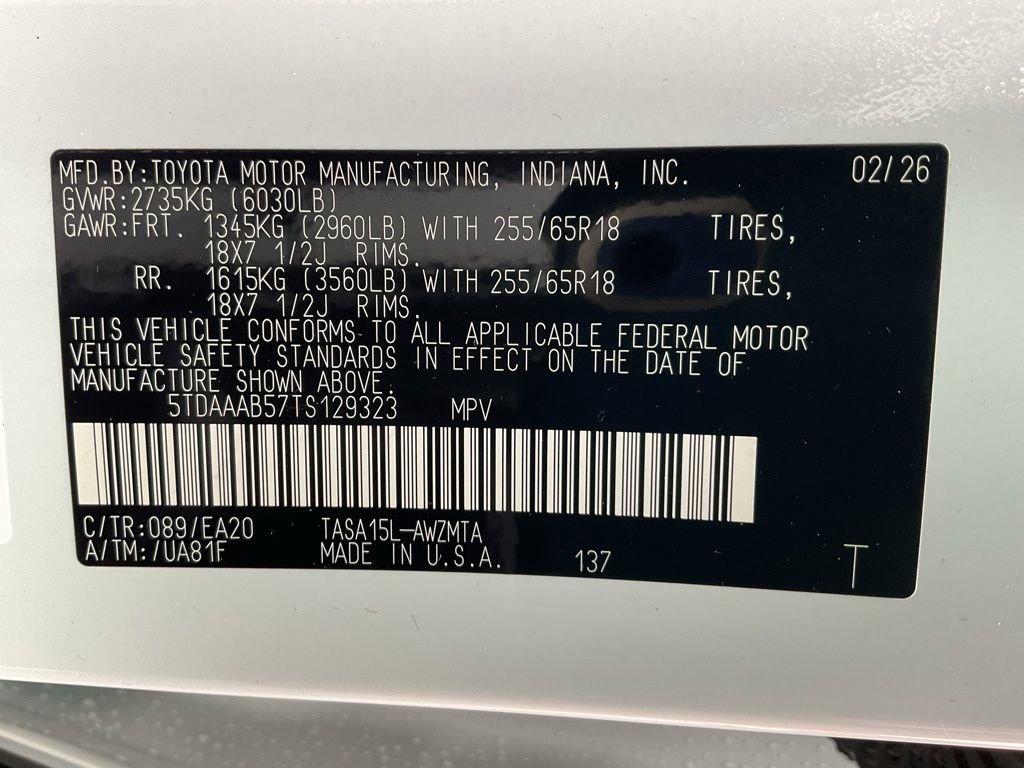 MFD.BY:TOYOTA MOTOR MANUFACTURING, INDIANA, INC. 02/26
GVWR:2735KG (6030LB)
GAWR:FRT. 1345KG (2960LB) WITH 255/65R18 TIRES,
18X7 1/2J RIMS.
RR. 1615KG (3560LB) WITH 255/65R18 TIRES,
18X7 1/2J RIMS.
THIS VEHICLE CONFORMS TO ALL APPLICABLE FEDERAL MOTOR
VEHICLE SAFETY STANDARDS IN EFFECT ON THE DATE OF
MANUFACTURE SHOWN ABOVE.
5TDAAAB57TS129323 MPV
C/TR:089/EA20 TASA15L-AWZMTA
A/TM:/UA81F MADE IN U.S.A. 137 T